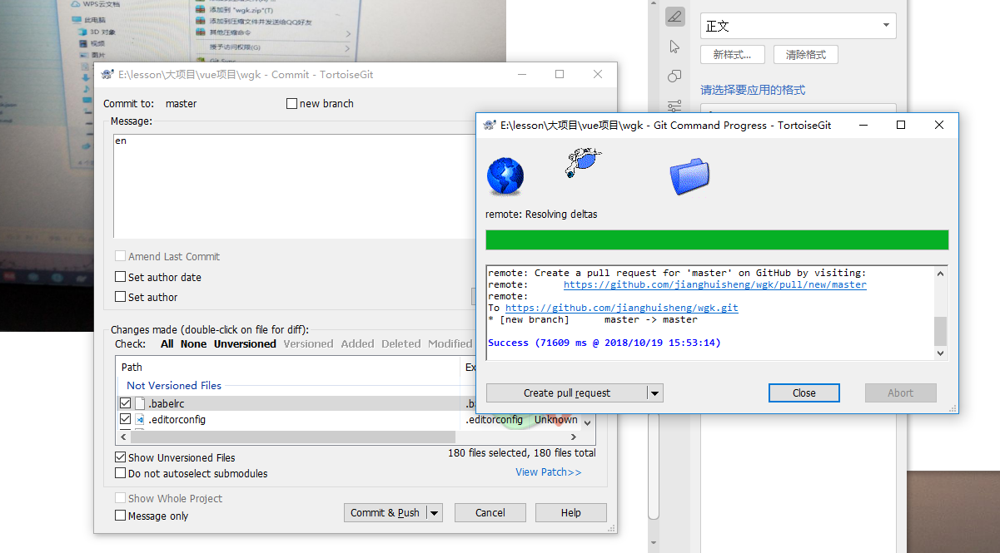 WPS云文档
此电脑
3D 对象
视频
图片
添加到 "wgk.zip"(T)
添加到压缩文件并发送给QQ好友
其他压缩命令
授予访问权限(G)
Git Sync
E:\lesson\大项目\vue项目\wgk - Commit - TortoiseGit
Commit to: master
new branch
Message:
en
Amend Last Commit
Set author date
Set author
Changes made (double-click on file for diff):
Check: All None Unversioned Versioned Added Deleted Modified
Path
Ex
Not Versioned Files
.babelrc
.ba
.editorconfig
.editorconfig Unknown
Show Unversioned Files
180 files selected, 180 files total
Do not autoselect submodules
View Patch>>
Show Whole Project
Message only
Commit & Push
Cancel
Help
正文
新样式...
清除格式
请选择要应用的格式
E:\lesson\大项目\vue项目\wgk - Git Command Progress - TortoiseGit
remote: Resolving deltas
remote: Create a pull request for 'master' on GitHub by visiting:
remote: https://github.com/jianghuisheng/wgk/pull/new/master
remote:
To https://github.com/jianghuisheng/wgk.git
* [new branch] master -> master
Success (71609 ms @ 2018/10/19 15:53:14)
Create pull request
Close
Abort